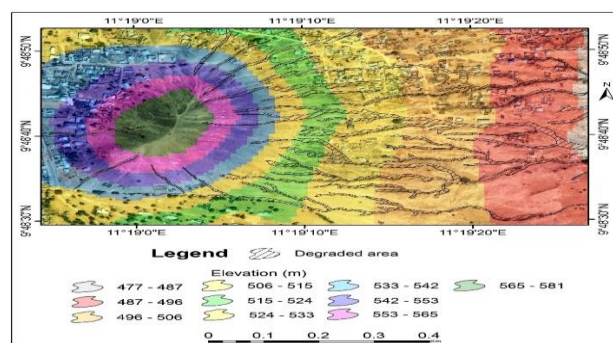 11°19'0"E 11°19'10"E 11°19'20"E
9°48'50"N 9°48'50"N
9°48'40"N 9°48'40"N
9°48'30"N 9°48'30"N
11°19'0"E 11°19'10"E 11°19'20"E
Legend Degraded area
Elevation (m)
477 - 487 506 - 515 533 - 542 565 - 581
487 - 496 515 - 524 542 - 553
496 - 506 524 - 533 553 - 565
0 0.1 0.2 0.3 0.4